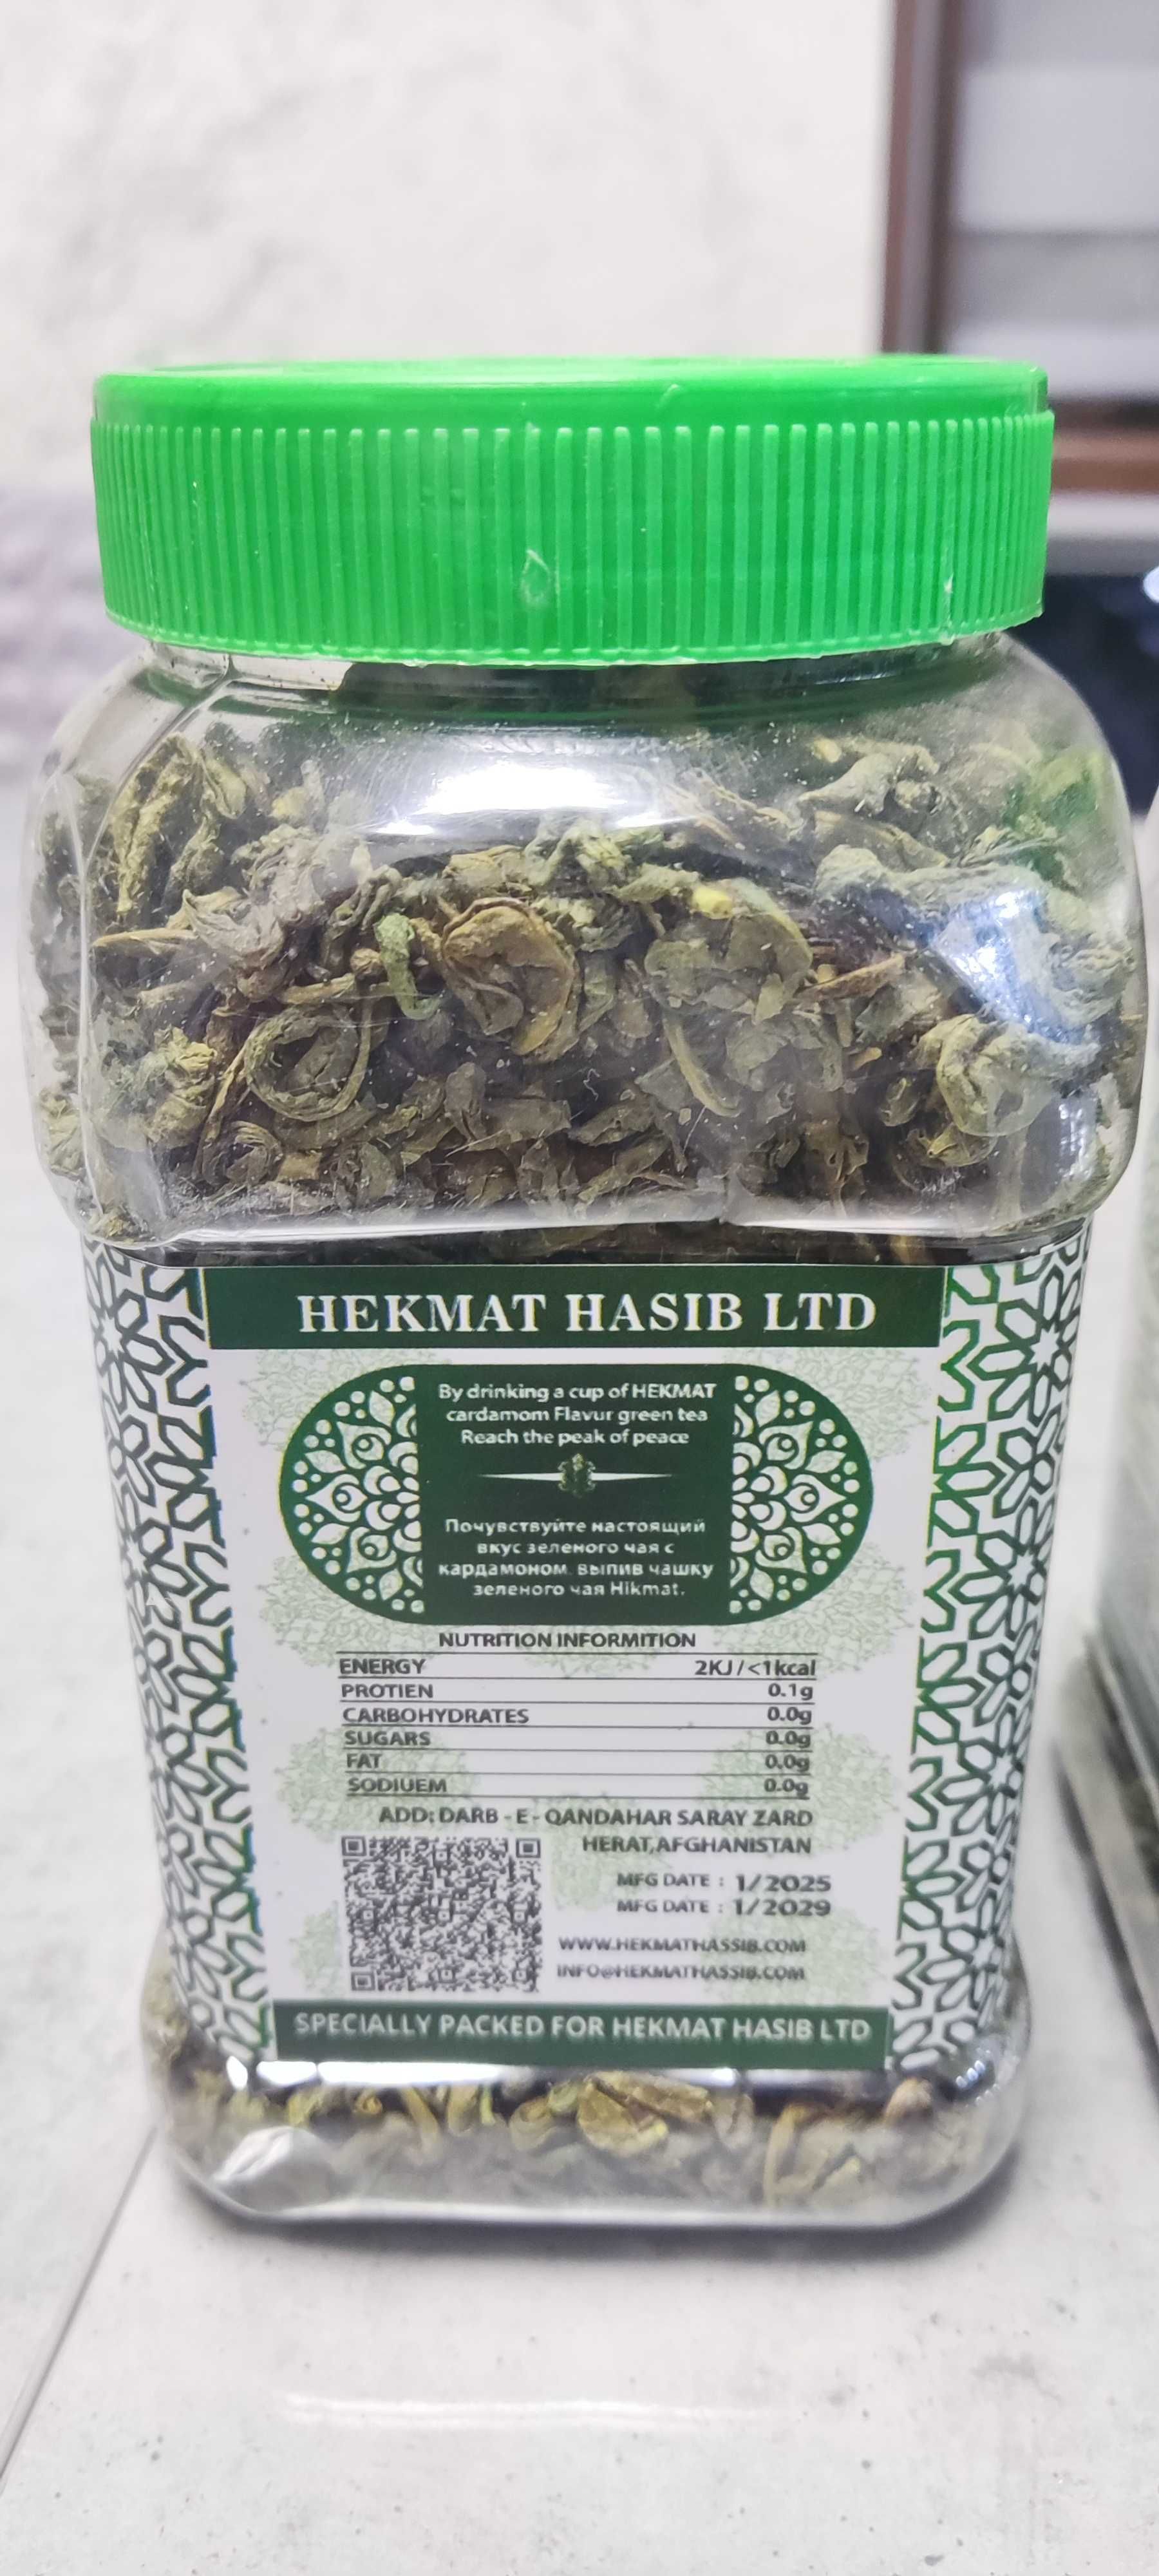 HEKMAT HASIB LTD
By drinking a cup of HEKMAT
cardamom Flavur green tea
Reach the peak of peace
Почувствуйте настоящий
вкус зеленого чая с
кардамоном. выпив чашку
зеленого чая Hikmat.
NUTRITION INFORMITION
ENERGY 2KJ/<1kcal
PROTIEN 0.1g
CARBOHYDRATES 0.0g
SUGARS 0.0g
FAT 0.0g
SODIUEM 0.0g
ADD: DARB - E - QANDAHAR SARAY ZARD
HERAT,AFGHANISTAN
MFG DATE : 1/2025
MFG DATE : 1/2029
WWW.HEKMATHASSIB.COM
INFO@HEKMATHASSIB.COM
SPECIALLY PACKED FOR HEKMAT HASIB LTD